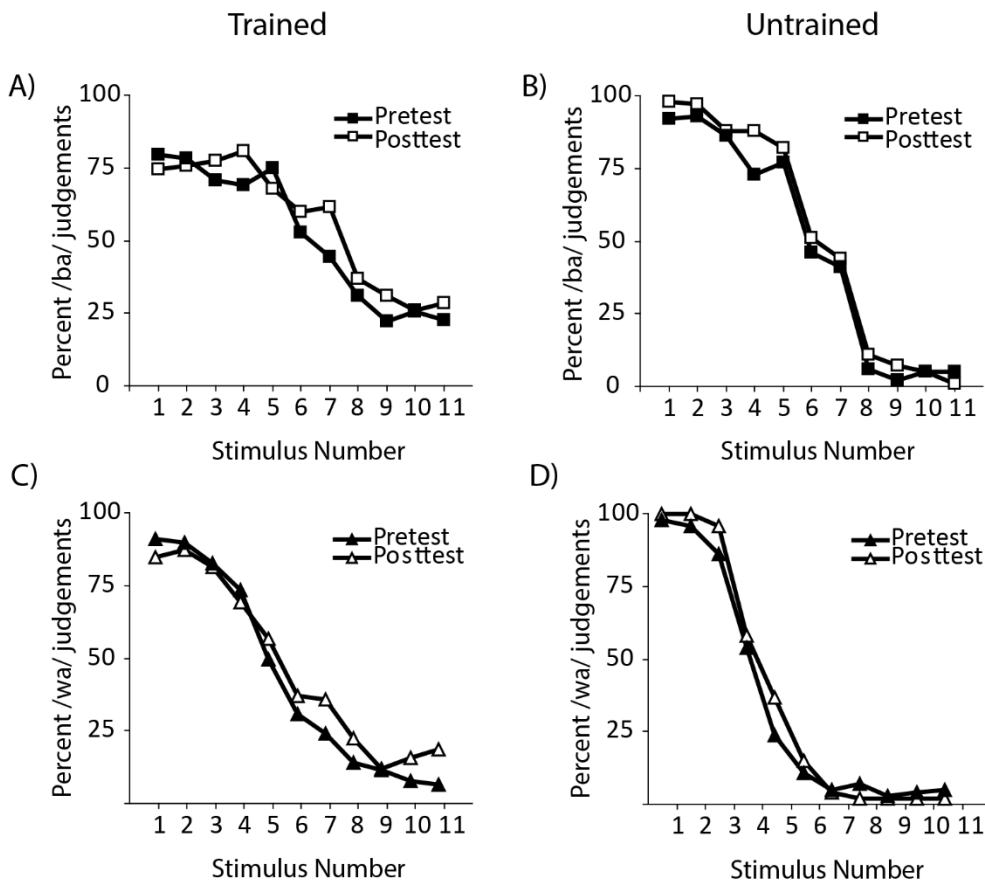 Trained
Untrained
A)
Percent /ba/ judgements
100
75
50
25
0
Pretest
Posttest
1 2 3 4 5 6 7 8 9 10 11
Stimulus Number
B)
Percent /ba/ judgements
100
75
50
25
0
Pretest
Posttest
1 2 3 4 5 6 7 8 9 10 11
Stimulus Number
C)
Percent /wa/ judgements
100
75
50
25
Pretest
Posttest
1 2 3 4 5 6 7 8 9 10 11
Stimulus Number
D)
Percent /wa/ judgements
100
75
50
25
Pretest
Posttest
1 2 3 4 5 6 7 8 9 10 11
Stimulus Number